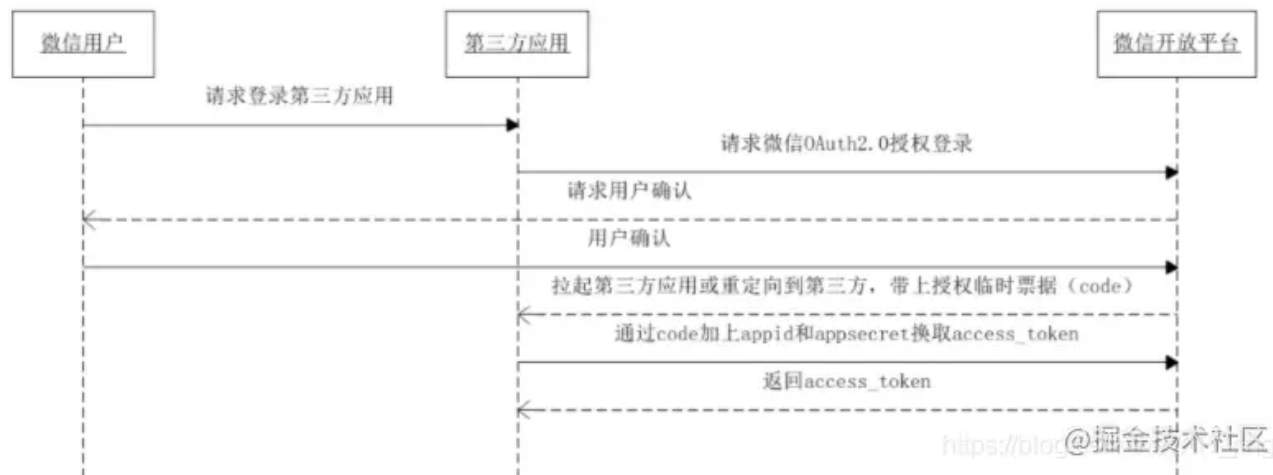 微信用户
第三方应用
微信开放平台
请求登录第三方应用
请求微信OAuth2.0授权登录
请求用户确认
用户确认
拉起第三方应用或重定向到第三方，带上授权临时票据（code）
通过code加上appid和appsecret换取access_token
返回access_token
@掘金技术社区
https://blog